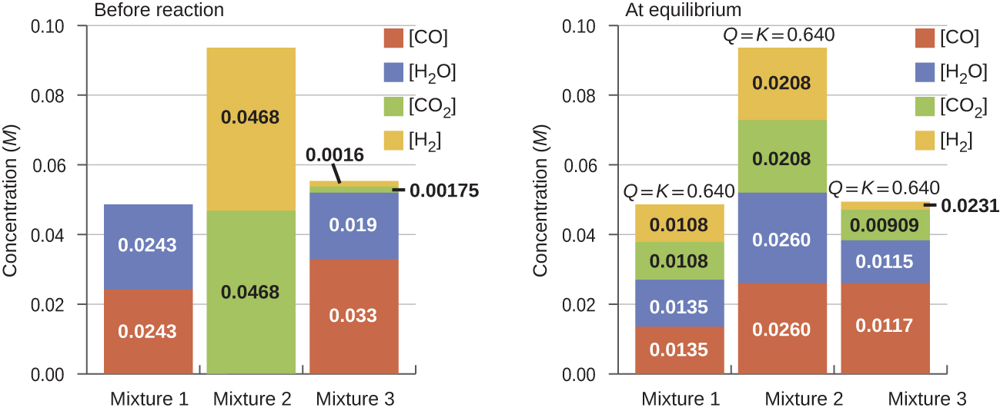 Before reaction
0.10
0.08
0.06
0.04
0.02
0.00
Concentration (M)
[CO]
[H2O]
[CO2]
[H2]
0.0243
0.0243
0.0468
0.0468
0.0016
0.00175
0.019
0.033
Mixture 1
Mixture 2
Mixture 3
At equilibrium
0.10
0.08
0.06
0.04
0.02
0.00
Concentration (M)
[CO]
[H2O]
[CO2]
[H2]
Q=K=0.640
0.0108
0.0108
0.0135
0.0135
Q=K=0.640
0.0208
0.0208
0.0260
0.0260
Q=K=0.640
0.0231
0.00909
0.0115
0.0117
Mixture 1
Mixture 2
Mixture 3